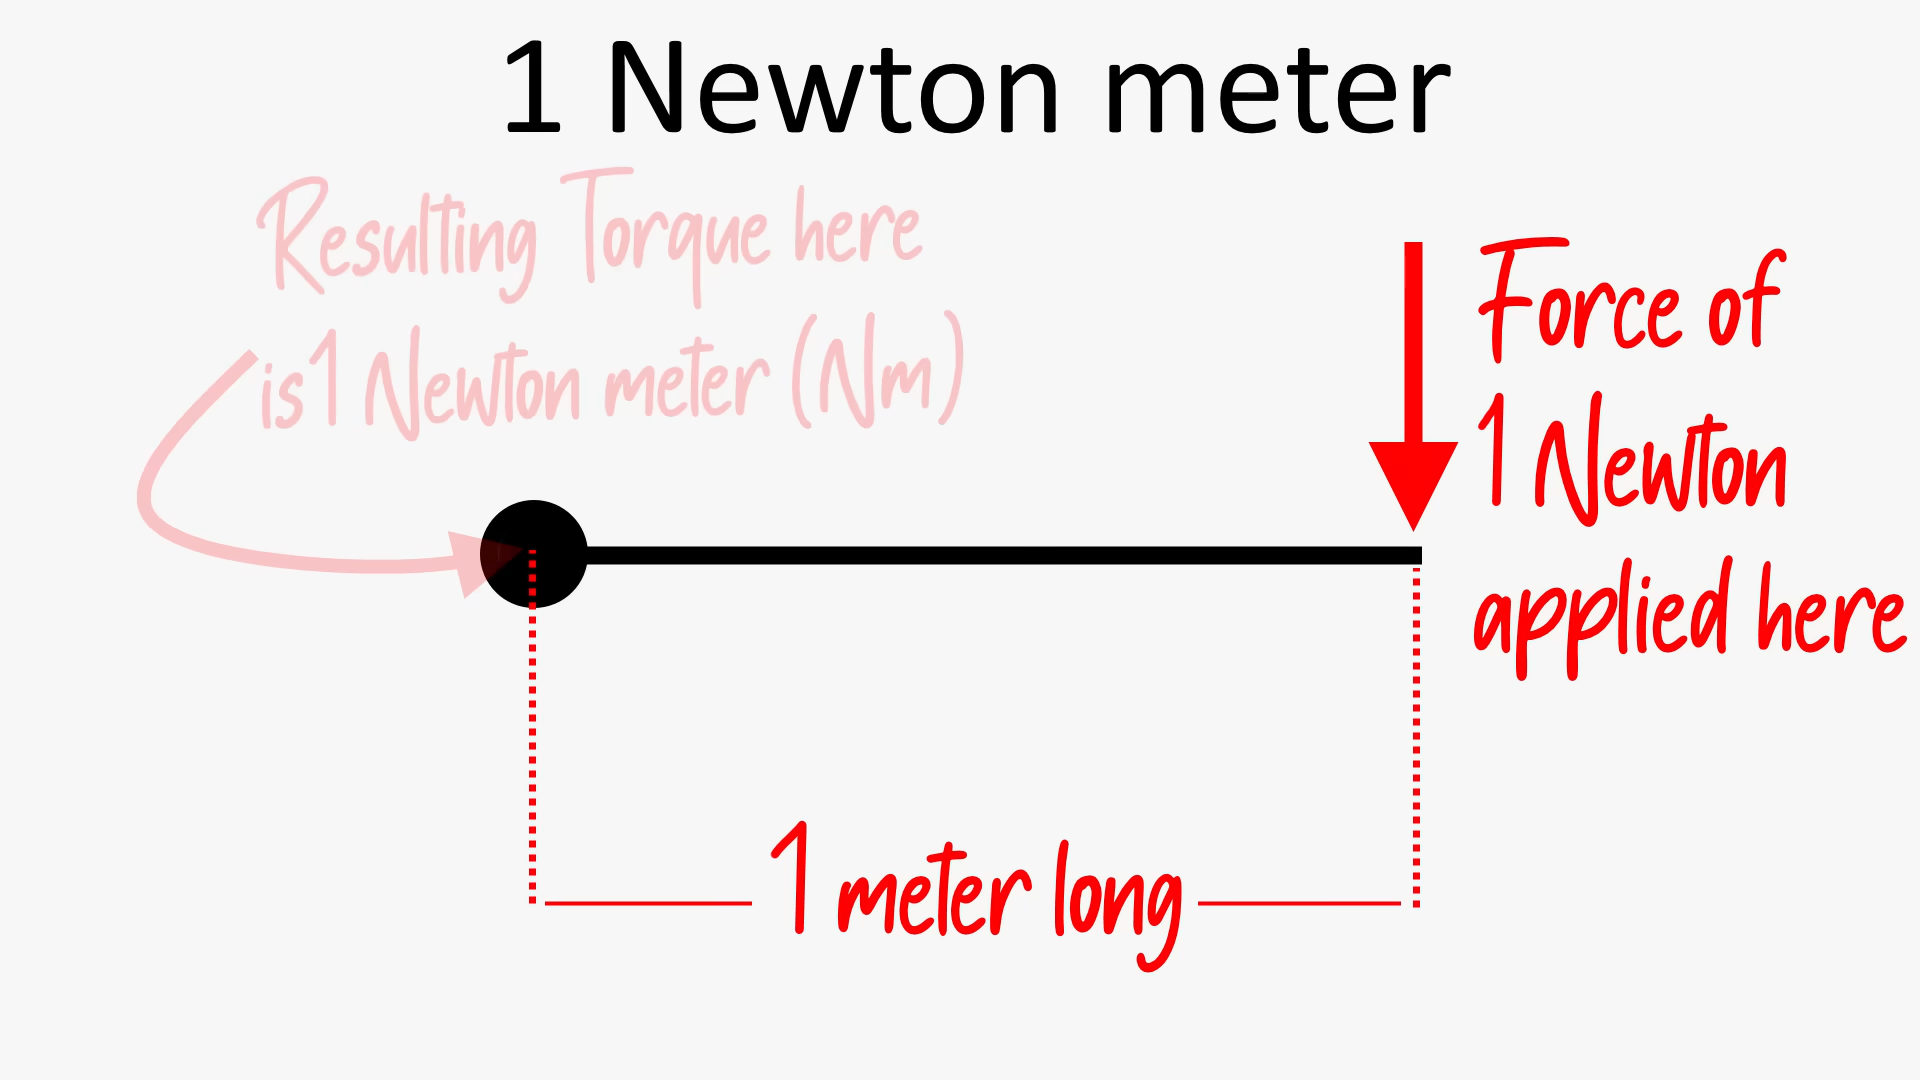 1 Newton meter
Resulting Torque here
is 1 Newton meter (Nm)
Force of
1 Newton
applied here
1 meter long